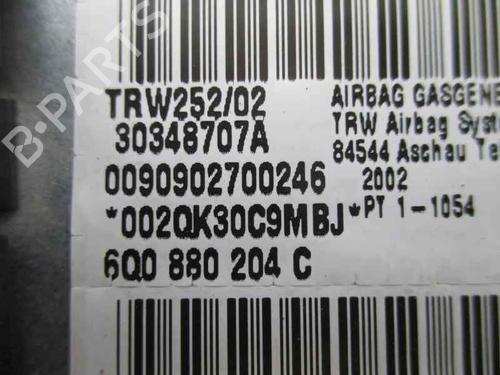 B-PARTS
TRW252/02
30348707A
0090902700246
*002QK30C9MBJ*
6Q0 880 204 C
AIRBAG GASGENE
TRW Airbag Syst
84544 Aschau
2002
PT 1-1054